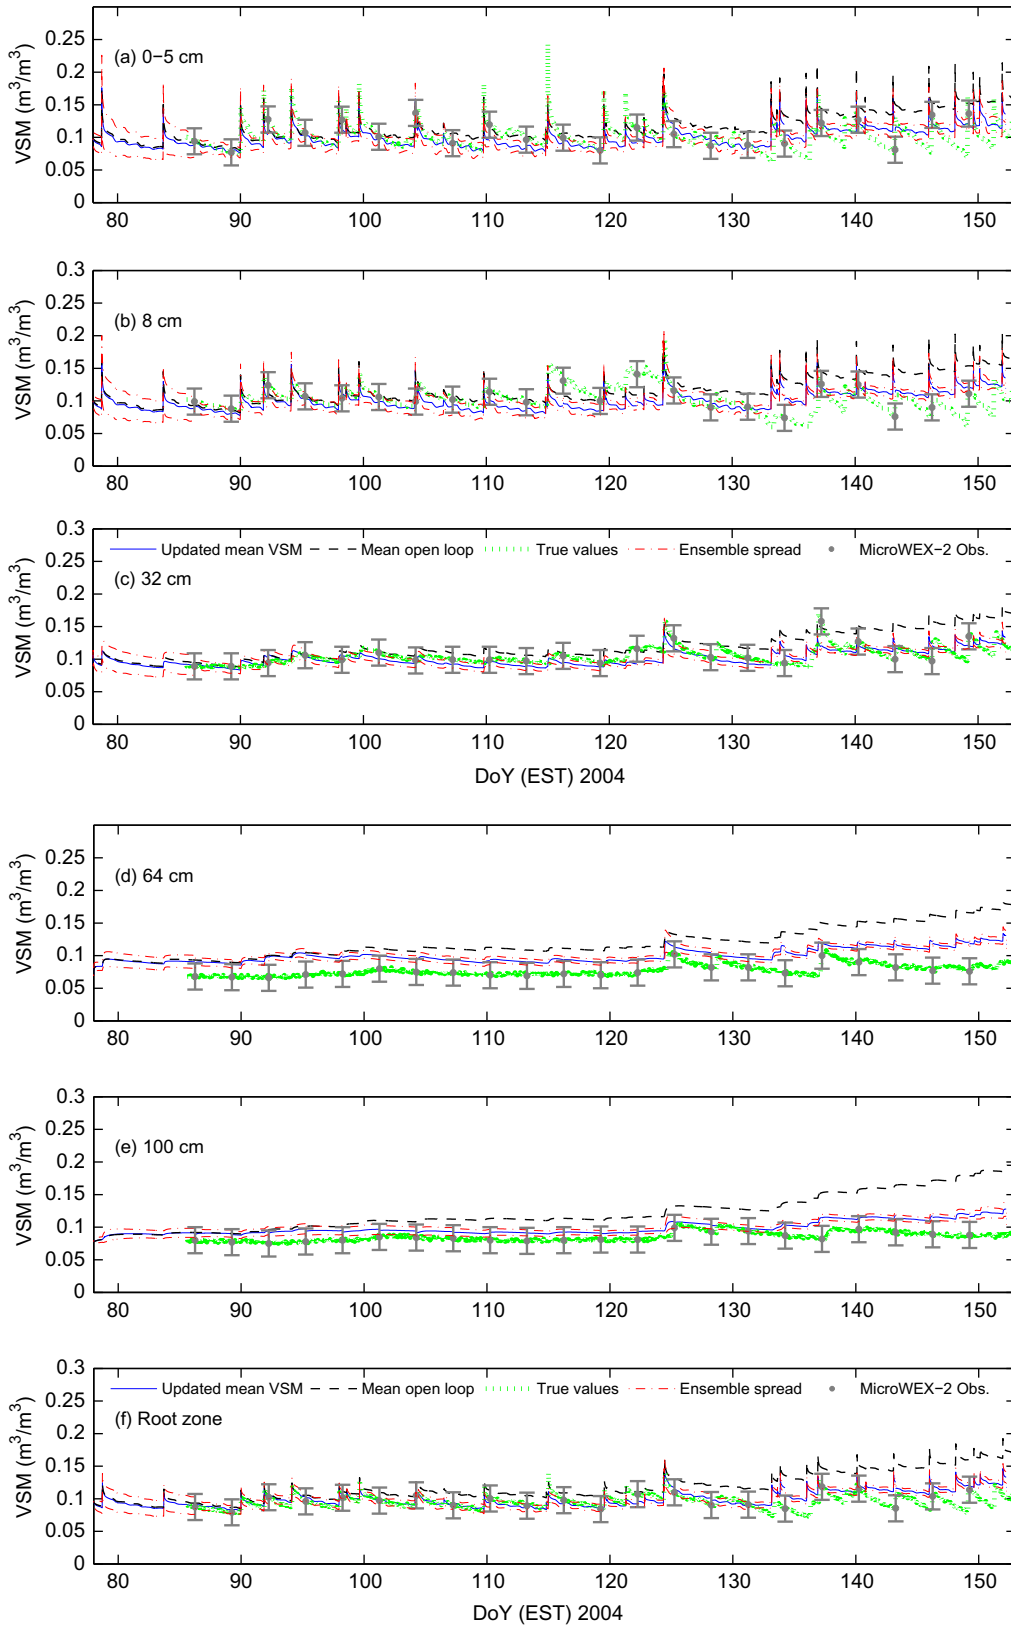 0.25
0.2
0.15
0.1
0.05
0
VSM (m³/m³)
(a) 0−5 cm
80 90 100 110 120 130 140 150
0.3
0.25
0.2
0.15
0.1
0.05
0
VSM (m³/m³)
(b) 8 cm
80 90 100 110 120 130 140 150
0.3
0.25
0.2
0.15
0.1
0.05
0
VSM (m³/m³)
Updated mean VSM Mean open loop True values Ensemble spread MicroWEX−2 Obs.
(c) 32 cm
80 90 100 110 120 130 140 150
DoY (EST) 2004
0.25
0.2
0.15
0.1
0.05
0
VSM (m³/m³)
(d) 64 cm
80 90 100 110 120 130 140 150
0.3
0.25
0.2
0.15
0.1
0.05
0
VSM (m³/m³)
(e) 100 cm
80 90 100 110 120 130 140 150
0.3
0.25
0.2
0.15
0.1
0.05
0
VSM (m³/m³)
Updated mean VSM Mean open loop True values Ensemble spread MicroWEX−2 Obs.
(f) Root zone
80 90 100 110 120 130 140 150
DoY (EST) 2004